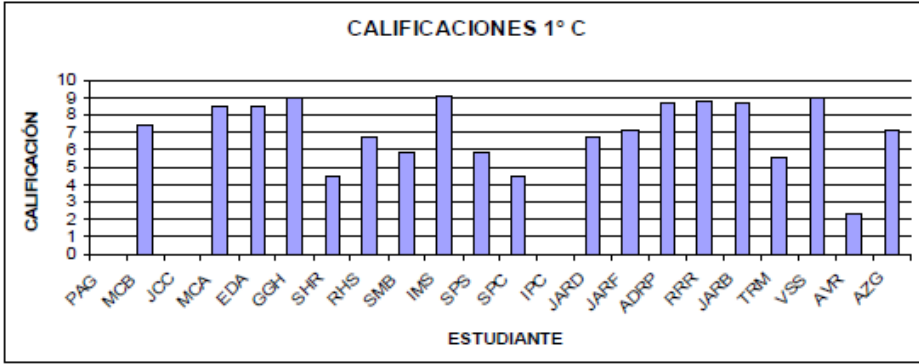 CALIFICACIONES 1° C
CALIFICACIÓN
10
9
8
7
6
5
4
3
2
1
0
PAG
MCB
JCC
MCA
EDA
GGH
SHR
RHS
SMB
IMS
SPS
SPC
IPC
JARD
JARF
ADRP
RRR
JARB
TRM
VSS
AVR
AZG
ESTUDIANTE